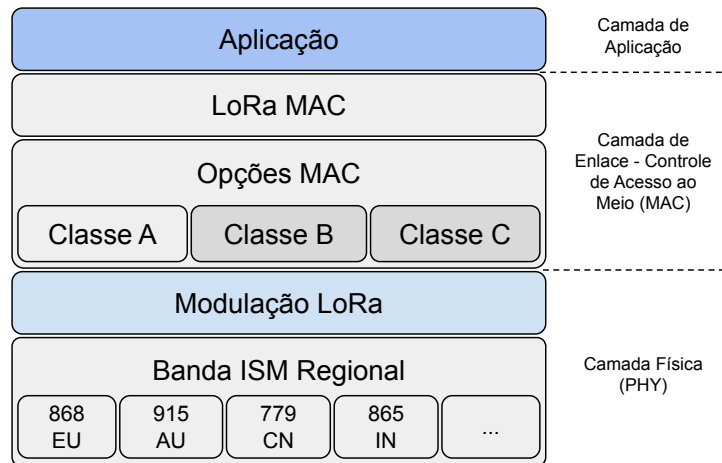 Aplicação
Camada de
Aplicação
LoRa MAC
Opções MAC
Classe A
Classe B
Classe C
Camada de
Enlace - Controle
de Acesso ao
Meio (MAC)
Modulação LoRa
Banda ISM Regional
868
EU
915
AU
779
CN
865
IN
...
Camada Física
(PHY)